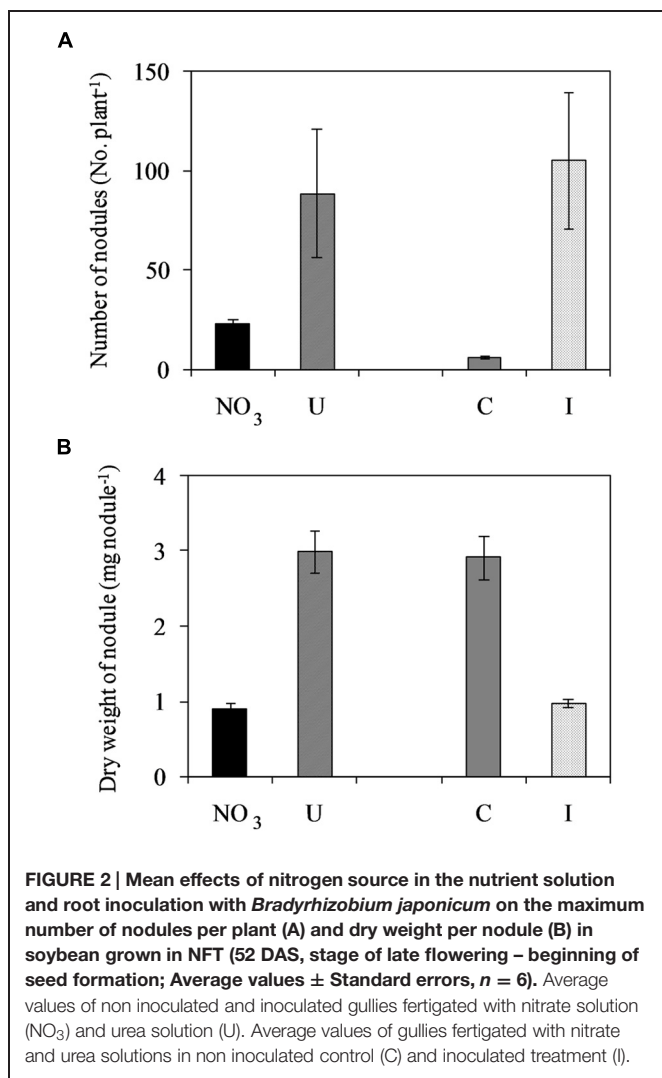 A
Number of nodules (No. plant⁻¹)
150
100
50
0
NO₃ U C I
B
Dry weight of nodule (mg nodule⁻¹)
4
3
2
1
0
NO₃ U C I
FIGURE 2 | Mean effects of nitrogen source in the nutrient solution
and root inoculation with Bradyrhizobium japonicum on the maximum
number of nodules per plant (A) and dry weight per nodule (B) in
soybean grown in NFT (52 DAS, stage of late flowering – beginning of
seed formation; Average values ± Standard errors, n = 6). Average
values of non inoculated and inoculated gullies fertigated with nitrate solution
(NO₃) and urea solution (U). Average values of gullies fertigated with nitrate
and urea solutions in non inoculated control (C) and inoculated treatment (I).